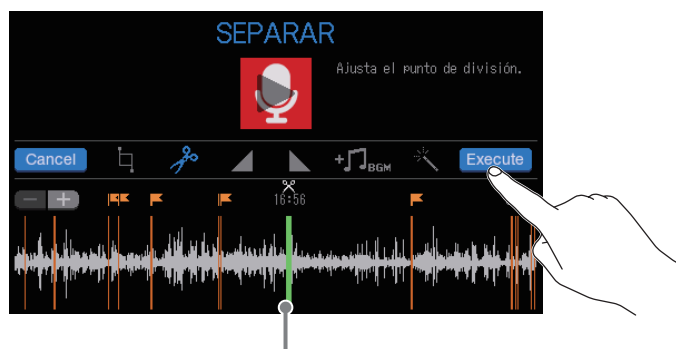 SEPARAR
Ajusta el punto de división.
Cancel
+ BGM
Execute
- +
16:56